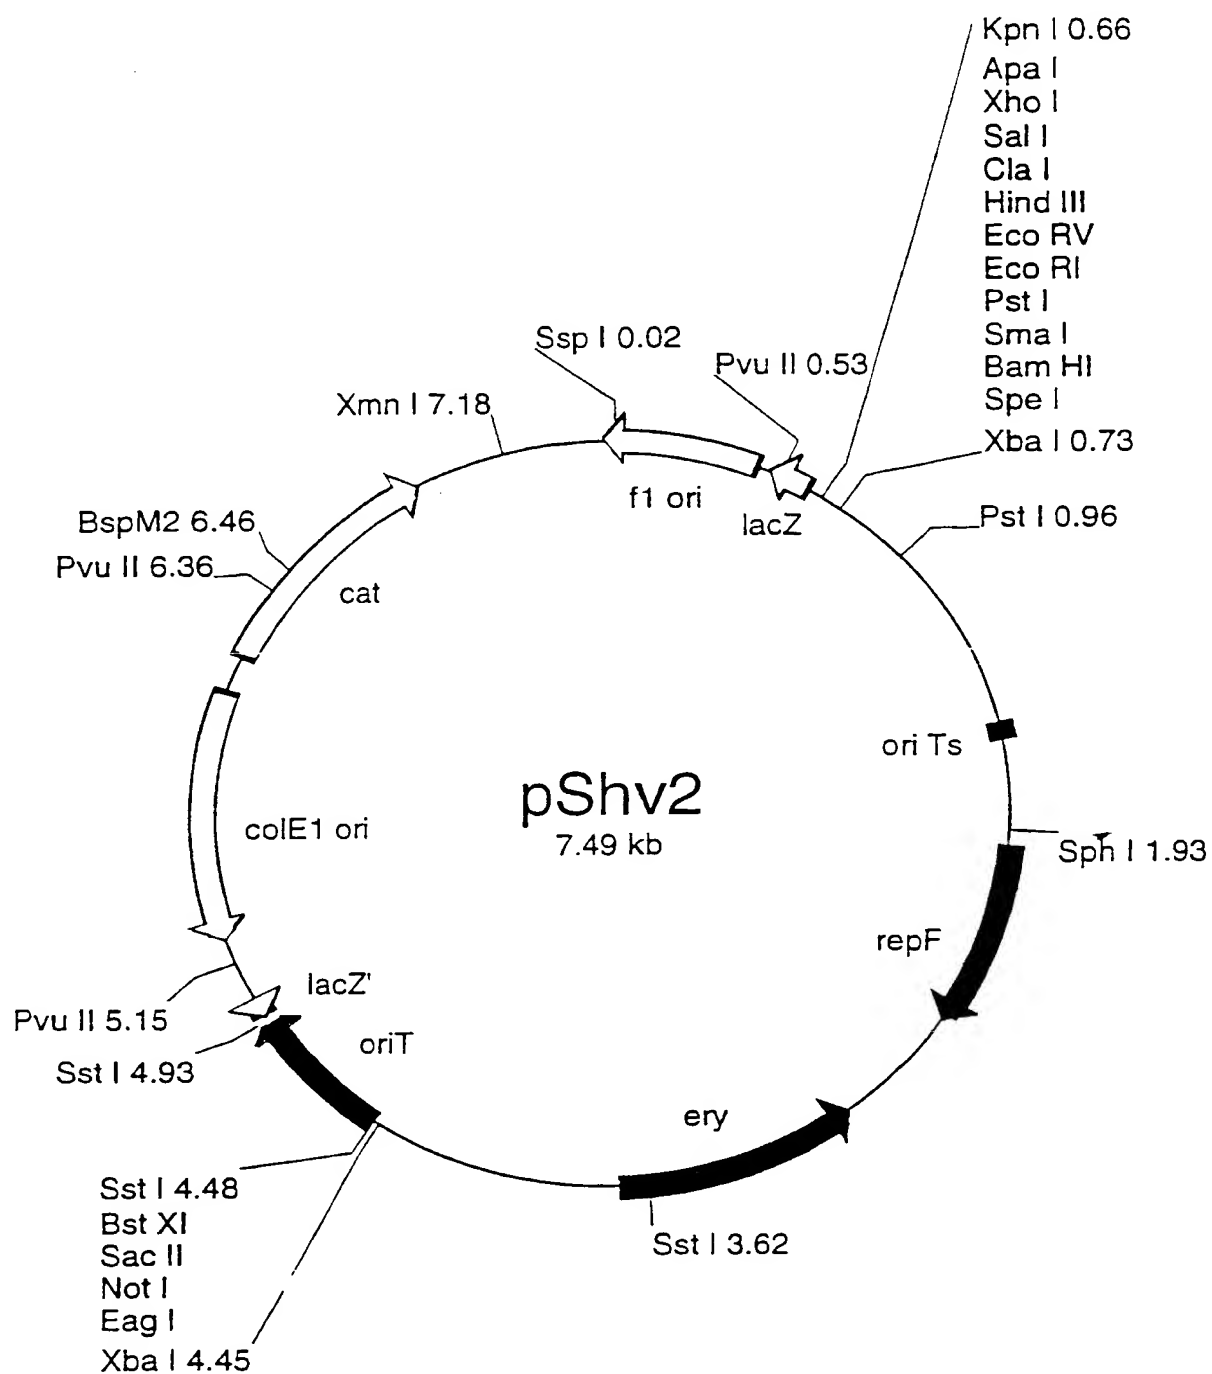 Kpn I 0.66
Apa I
Xho I
Sal I
Cla I
Hind III
Eco RV
Eco RI
Pst I
Sma I
Bam HI
Spe I
Xba I 0.73
Ssp I 0.02
Pvu II 0.53
Xmn I 7.18
f1 ori
lacZ
Pst I 0.96
BspM2 6.46
Pvu II 6.36
cat
ori Ts
pShv2
7.49 kb
colE1 ori
Sph I 1.93
repF
lacZ'
Pvu II 5.15
oriT
Sst I 4.93
ery
Sst I 4.48
Bst XI
Sac II
Not I
Eag I
Xba I 4.45
Sst I 3.62